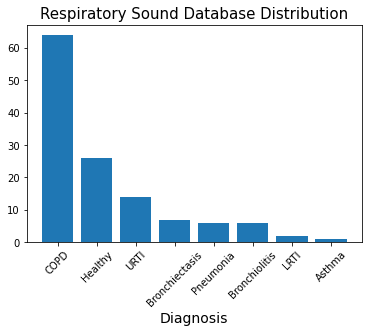 Respiratory Sound Database Distribution
60
50
40
30
20
10
0
COPD
Healthy
URTI
Bronchiectasis
Pneumonia
Bronchiolitis
LRTI
Asthma
Diagnosis